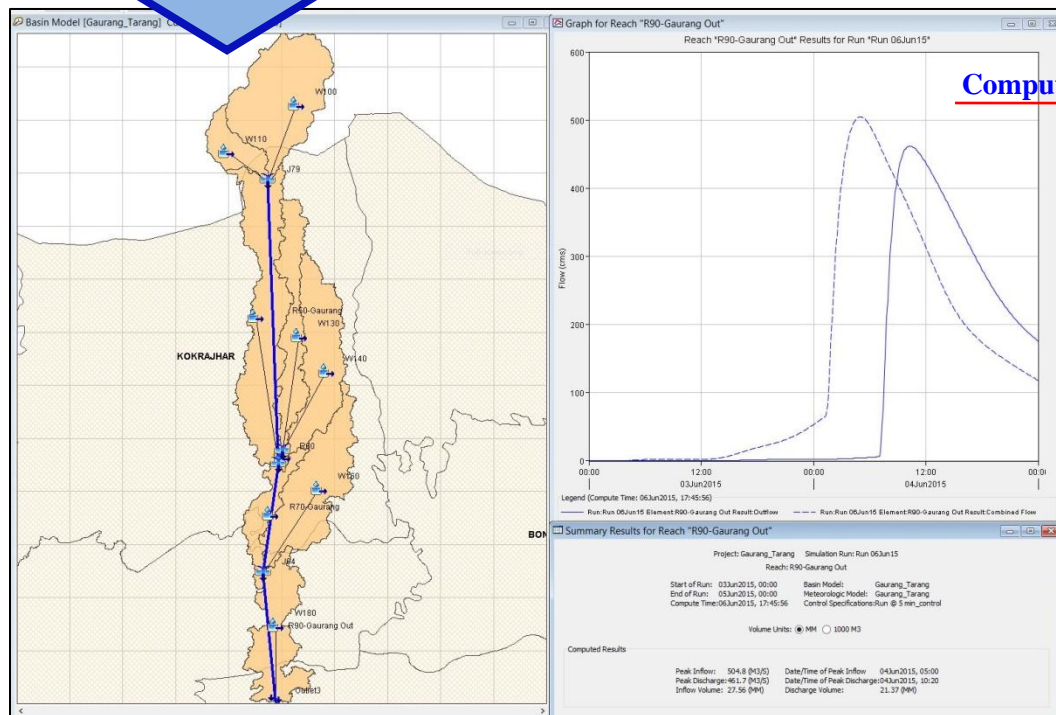 Basin Model [Gaurang_Tarang]
W100
W110
J79
R50-Gaurang
W130
KOKRAJHAR
W140
R60
W150
R70-Gaurang
BON
J84
W180
R90-Gaurang Out
Outlet3
Graph for Reach "R90-Gaurang Out"
Reach "R90-Gaurang Out" Results for Run "Run 06Jun15"
Comput
600
500
400
300
200
100
0
Flow (cms)
00:00 12:00 00:00 12:00 00:
03Jun2015 04Jun2015
Legend (Compute Time: 06Jun2015, 17:45:56)
Run:Run 06Jun15 Element:R90-Gaurang Out Result:Outflow Run:Run 06Jun15 Element:R90-Gaurang Out Result:Combined Flow
Summary Results for Reach "R90-Gaurang Out"
Project: Gaurang_Tarang Simulation Run: Run 06Jun15
Reach: R90-Gaurang Out
Start of Run: 03Jun2015, 00:00 Basin Model: Gaurang_Tarang
End of Run: 05Jun2015, 00:00 Meteorologic Model: Gaurang_Tarang
Compute Time:06Jun2015, 17:45:56 Control Specifications:Run @ 5 min_control
Volume Units: MM 1000 M3
Computed Results
Peak Inflow: 504.8 (M3/S) Date/Time of Peak Inflow 04Jun2015, 05:00
Peak Discharge:461.7 (M3/S) Date/Time of Peak Discharge:04Jun2015, 10:20
Inflow Volume: 27.56 (MM) Discharge Volume: 21.37 (MM)